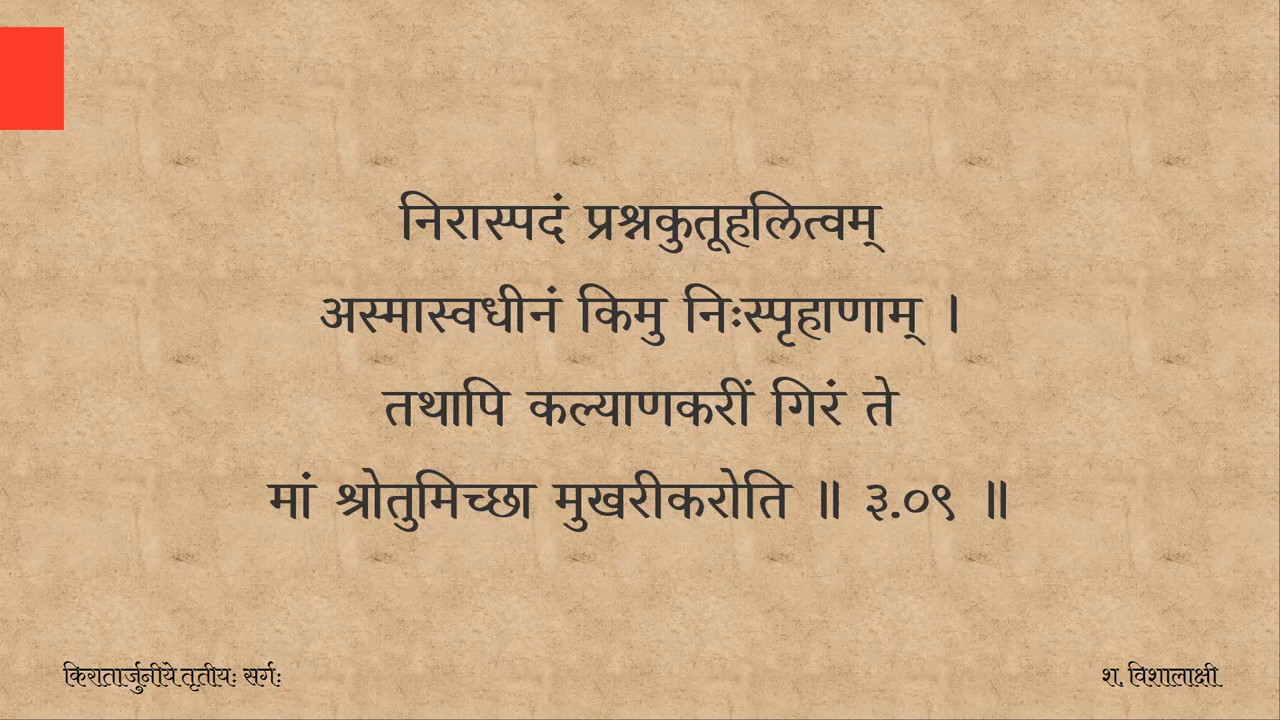 निरास्पदं प्रश्नकुतूहलित्वम्
अस्मास्वधीनं किमु निःस्पृहाणाम् ।
तथापि कल्याणकरीं गिरं ते
मां श्रोतुमिच्छा मुखरीकरोति ॥ ३.०९ ॥
किरातार्जुनीये तृतीयः सर्गः
श. विशालाक्षी